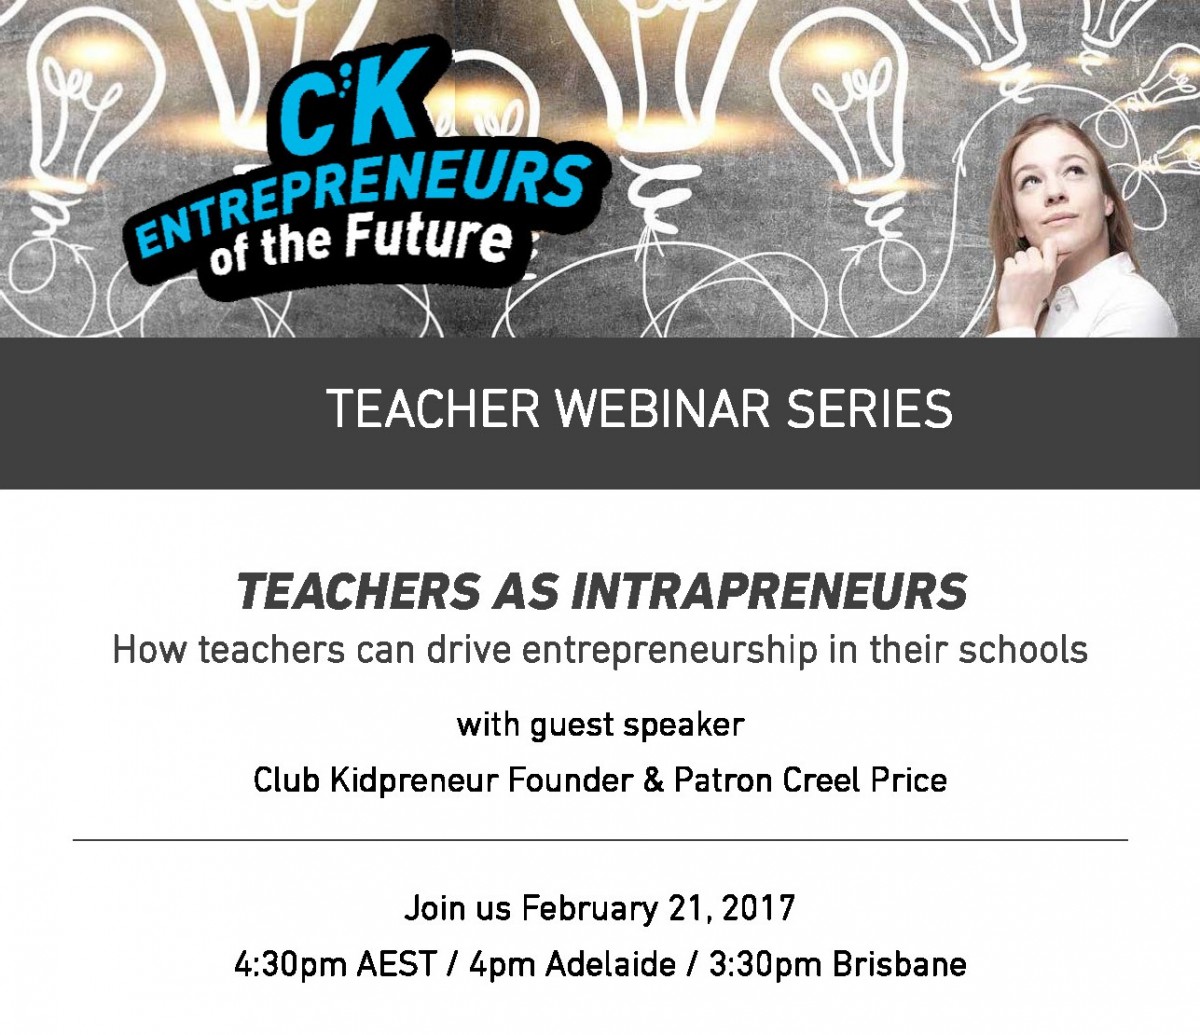 C:K
ENTREPRENEURS
of the Future
TEACHER WEBINAR SERIES
TEACHERS AS INTRAPRENEURS
How teachers can drive entrepreneurship in their schools
with guest speaker
Club Kidpreneur Founder & Patron Creel Price
Join us February 21, 2017
4:30pm AEST / 4pm Adelaide / 3:30pm Brisbane